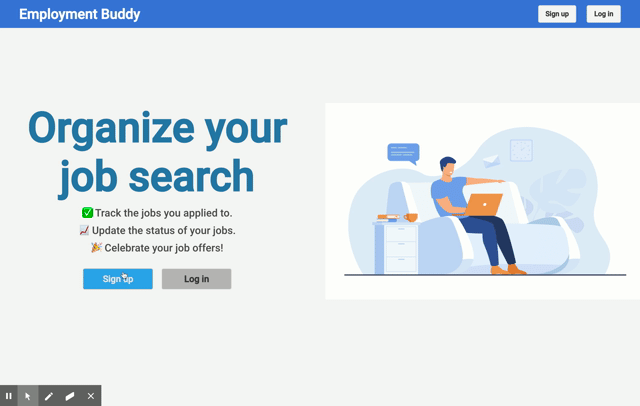 Employment Buddy
Sign up
Log in
Organize your
job search
✅ Track the jobs you applied to.
📈 Update the status of your jobs.
🎉 Celebrate your job offers!
Sign up
Log in